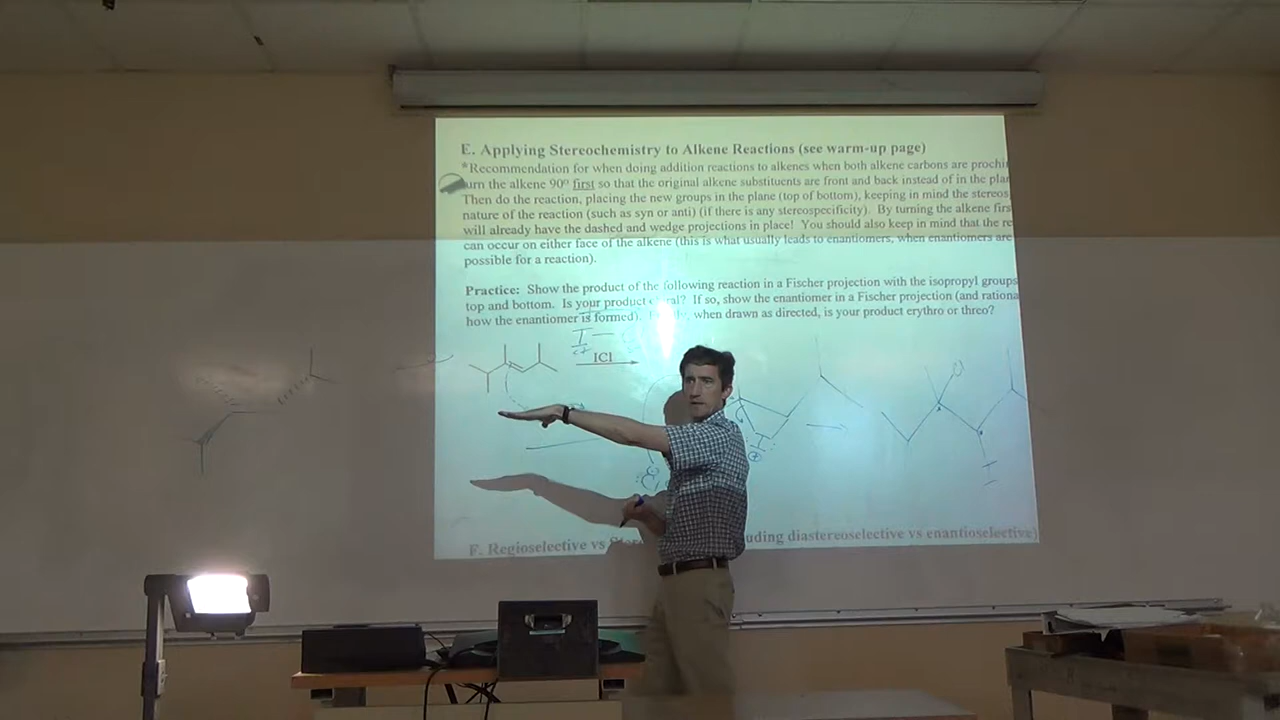 E. Applying Stereochemistry to Alkene Reactions (see warm-up page)
*Recommendation for when doing addition reactions to alkenes when both alkene carbons are prochi
urn the alkene 90° first so that the original alkene substituents are front and back instead of in the plan
Then do the reaction, placing the new groups in the plane (top of bottom), keeping in mind the stereos
nature of the reaction (such as syn or anti) (if there is any stereospecificity). By turning the alkene firs
will already have the dashed and wedge projections in place! You should also keep in mind that the re
can occur on either face of the alkene (this is what usually leads to enantiomers, when enantiomers are
possible for a reaction).
Practice: Show the product of the following reaction in a Fischer projection with the isopropyl groups
top and bottom. Is your product ral? If so, show the enantiomer in a Fischer projection (and rationa
how the enantiomer is formed). when drawn as directed, is your product erythro or threo?
I
ICl
Cl
I
F. Regioselective vs Ster uding diastereoselective vs enantioselective)